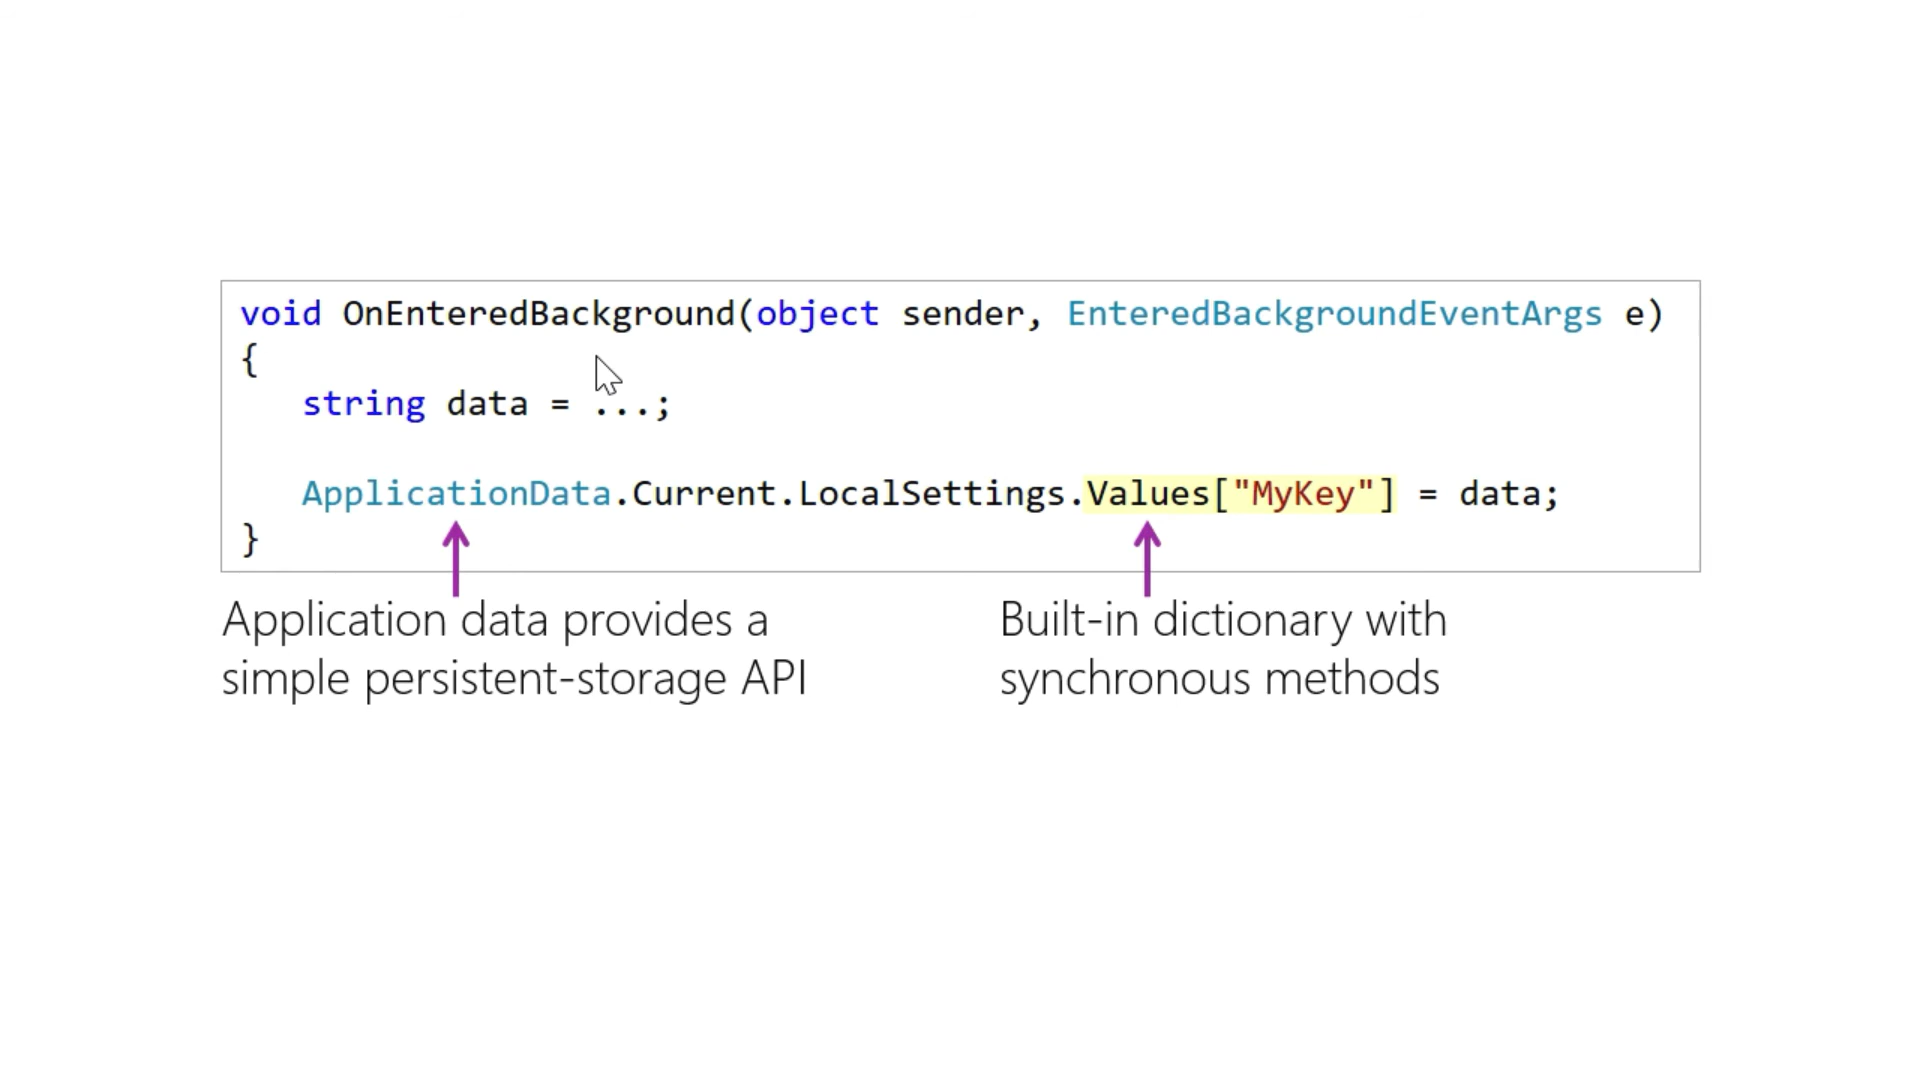 void OnEnteredBackground(object sender, EnteredBackgroundEventArgs e)
{
string data = ...;
ApplicationData.Current.LocalSettings.Values["MyKey"] = data;
}
Application data provides a
simple persistent-storage API
Built-in dictionary with
synchronous methods